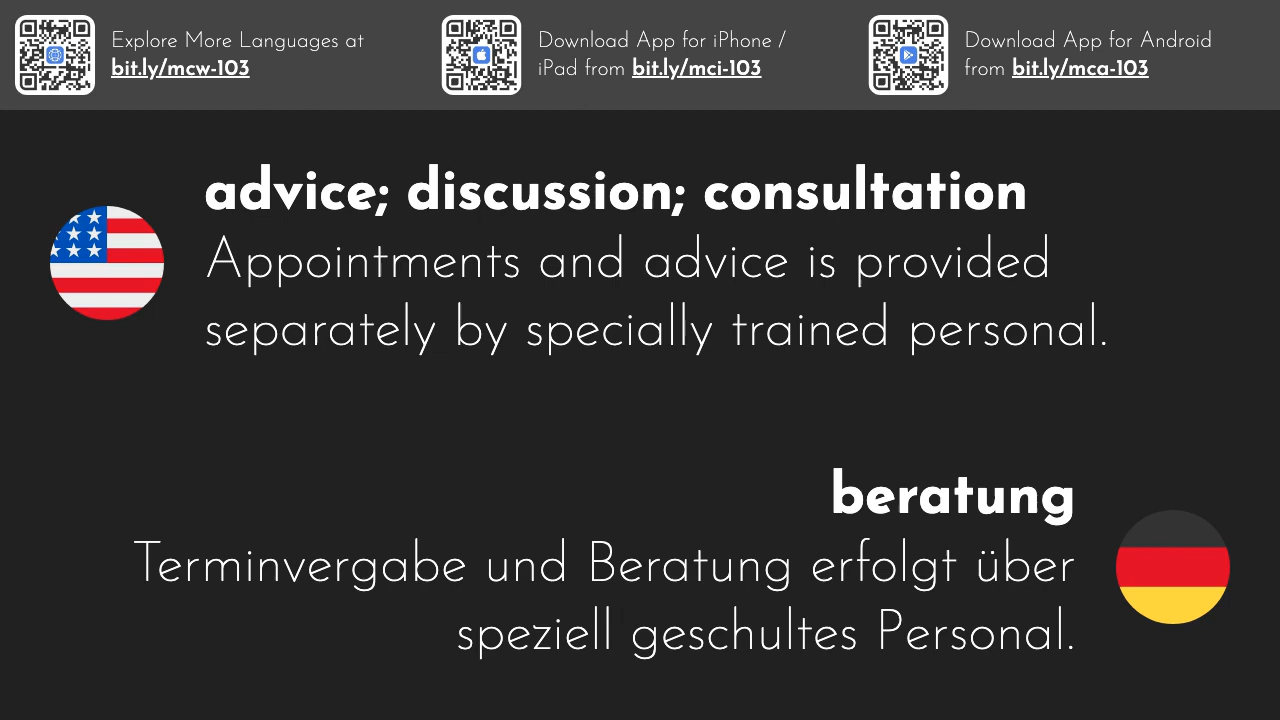 Explore More Languages at
bit.ly/mcw-103
Download App for iPhone /
iPad from bit.ly/mci-103
Download App for Android
from bit.ly/mca-103
advice; discussion; consultation
Appointments and advice is provided
separately by specially trained personal.
beratung
Terminvergabe und Beratung erfolgt über
speziell geschultes Personal.